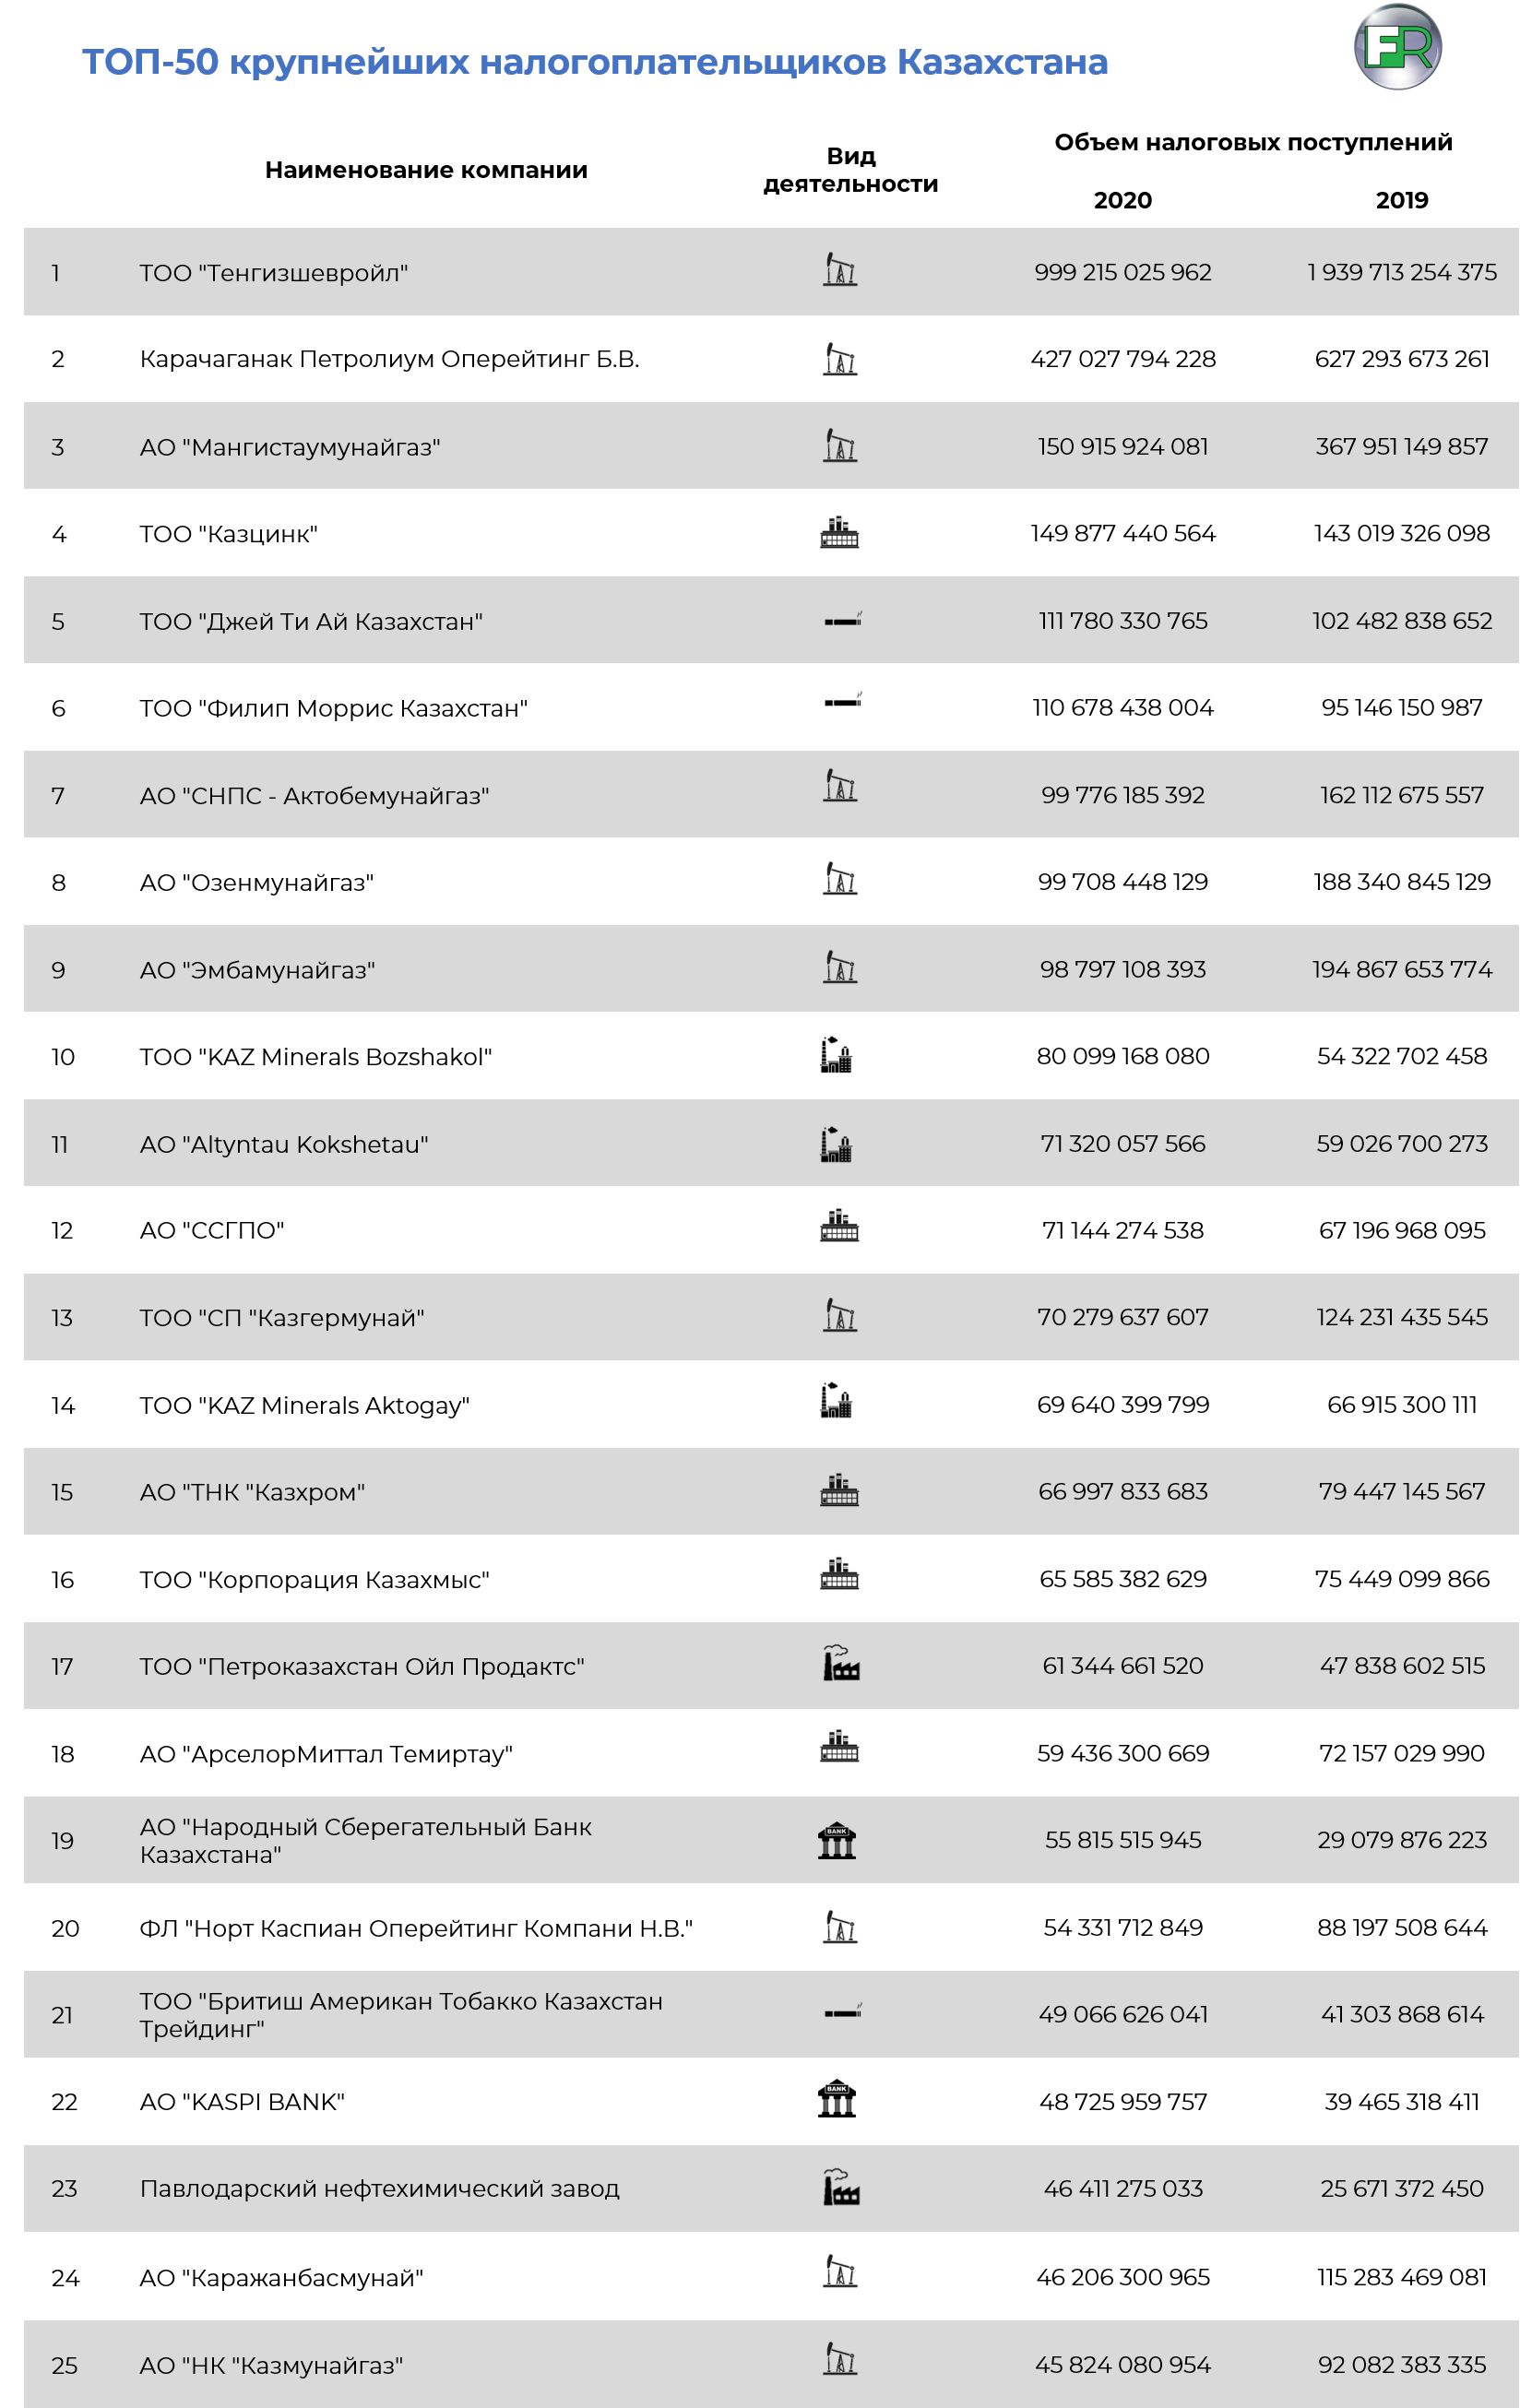 ТОП-50 крупнейших налогоплательщиков Казахстана
FR
Наименование компании
Вид
деятельности
Объем налоговых поступлений
2020 2019
1 ТОО "Тенгизшевройл" 999 215 025 962 1 939 713 254 375
2 Карачаганак Петролиум Оперейтинг Б.В. 427 027 794 228 627 293 673 261
3 АО "Мангистаумунайгаз" 150 915 924 081 367 951 149 857
4 ТОО "Казцинк" 149 877 440 564 143 019 326 098
5 ТОО "Джей Ти Ай Казахстан" 111 780 330 765 102 482 838 652
6 ТОО "Филип Моррис Казахстан" 110 678 438 004 95 146 150 987
7 АО "СНПС - Актобемунайгаз" 99 776 185 392 162 112 675 557
8 АО "Озенмунайгаз" 99 708 448 129 188 340 845 129
9 АО "Эмбамунайгаз" 98 797 108 393 194 867 653 774
10 ТОО "KAZ Minerals Bozshakol" 80 099 168 080 54 322 702 458
11 АО "Altyntau Kokshetau" 71 320 057 566 59 026 700 273
12 АО "ССГПО" 71 144 274 538 67 196 968 095
13 ТОО "СП "Казгермунай" 70 279 637 607 124 231 435 545
14 ТОО "KAZ Minerals Aktogay" 69 640 399 799 66 915 300 111
15 АО "ТНК "Казхром" 66 997 833 683 79 447 145 567
16 ТОО "Корпорация Казахмыс" 65 585 382 629 75 449 099 866
17 ТОО "Петроказахстан Ойл Продактс" 61 344 661 520 47 838 602 515
18 АО "АрселорМиттал Темиртау" 59 436 300 669 72 157 029 990
19 АО "Народный Сберегательный Банк
Казахстана" BANK 55 815 515 945 29 079 876 223
20 ФЛ "Норт Каспиан Оперейтинг Компани Н.В." 54 331 712 849 88 197 508 644
21 ТОО "Бритиш Американ Тобакко Казахстан
Трейдинг" 49 066 626 041 41 303 868 614
22 АО "KASPI BANK" BANK 48 725 959 757 39 465 318 411
23 Павлодарский нефтехимический завод 46 411 275 033 25 671 372 450
24 АО "Каражанбасмунай" 46 206 300 965 115 283 469 081
25 АО "НК "Казмунайгаз" 45 824 080 954 92 082 383 335